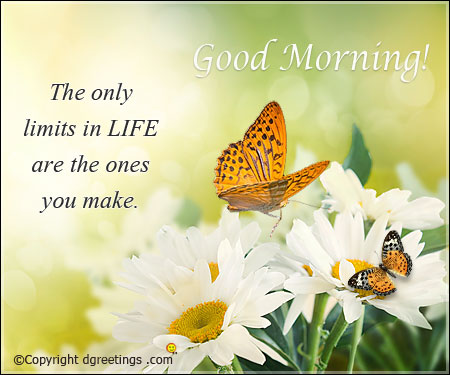 Good Morning!
The only
limits in LIFE
are the ones
you make.
©Copyright dgreetings .com